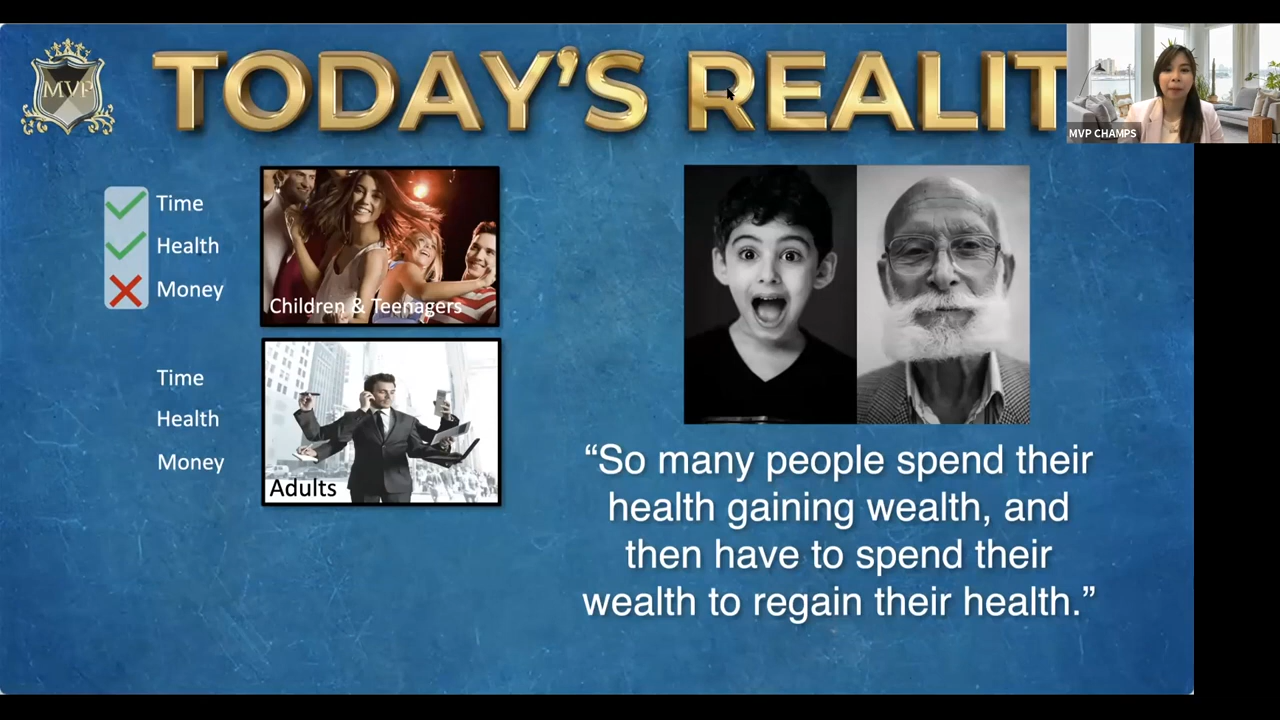 MVP
TODAY’S REALIT
MVP CHAMPS
Time
Health
Money
Children & Teenagers
Time
Health
Money
Adults
“So many people spend their
health gaining wealth, and
then have to spend their
wealth to regain their health.”